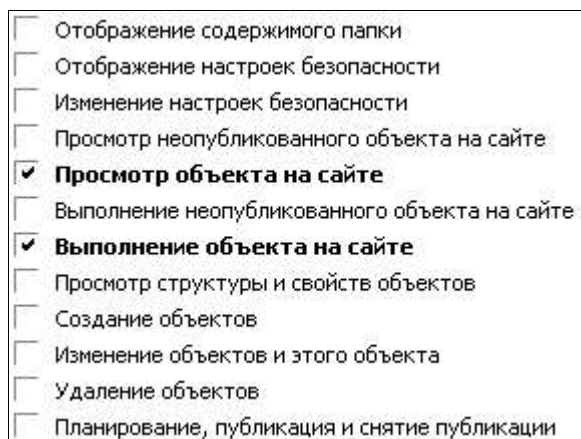 Отображение содержимого папки
Отображение настроек безопасности
Изменение настроек безопасности
Просмотр неопубликованного объекта на сайте
Просмотр объекта на сайте
Выполнение неопубликованного объекта на сайте
Выполнение объекта на сайте
Просмотр структуры и свойств объектов
Создание объектов
Изменение объектов и этого объекта
Удаление объектов
Планирование, публикация и снятие публикации